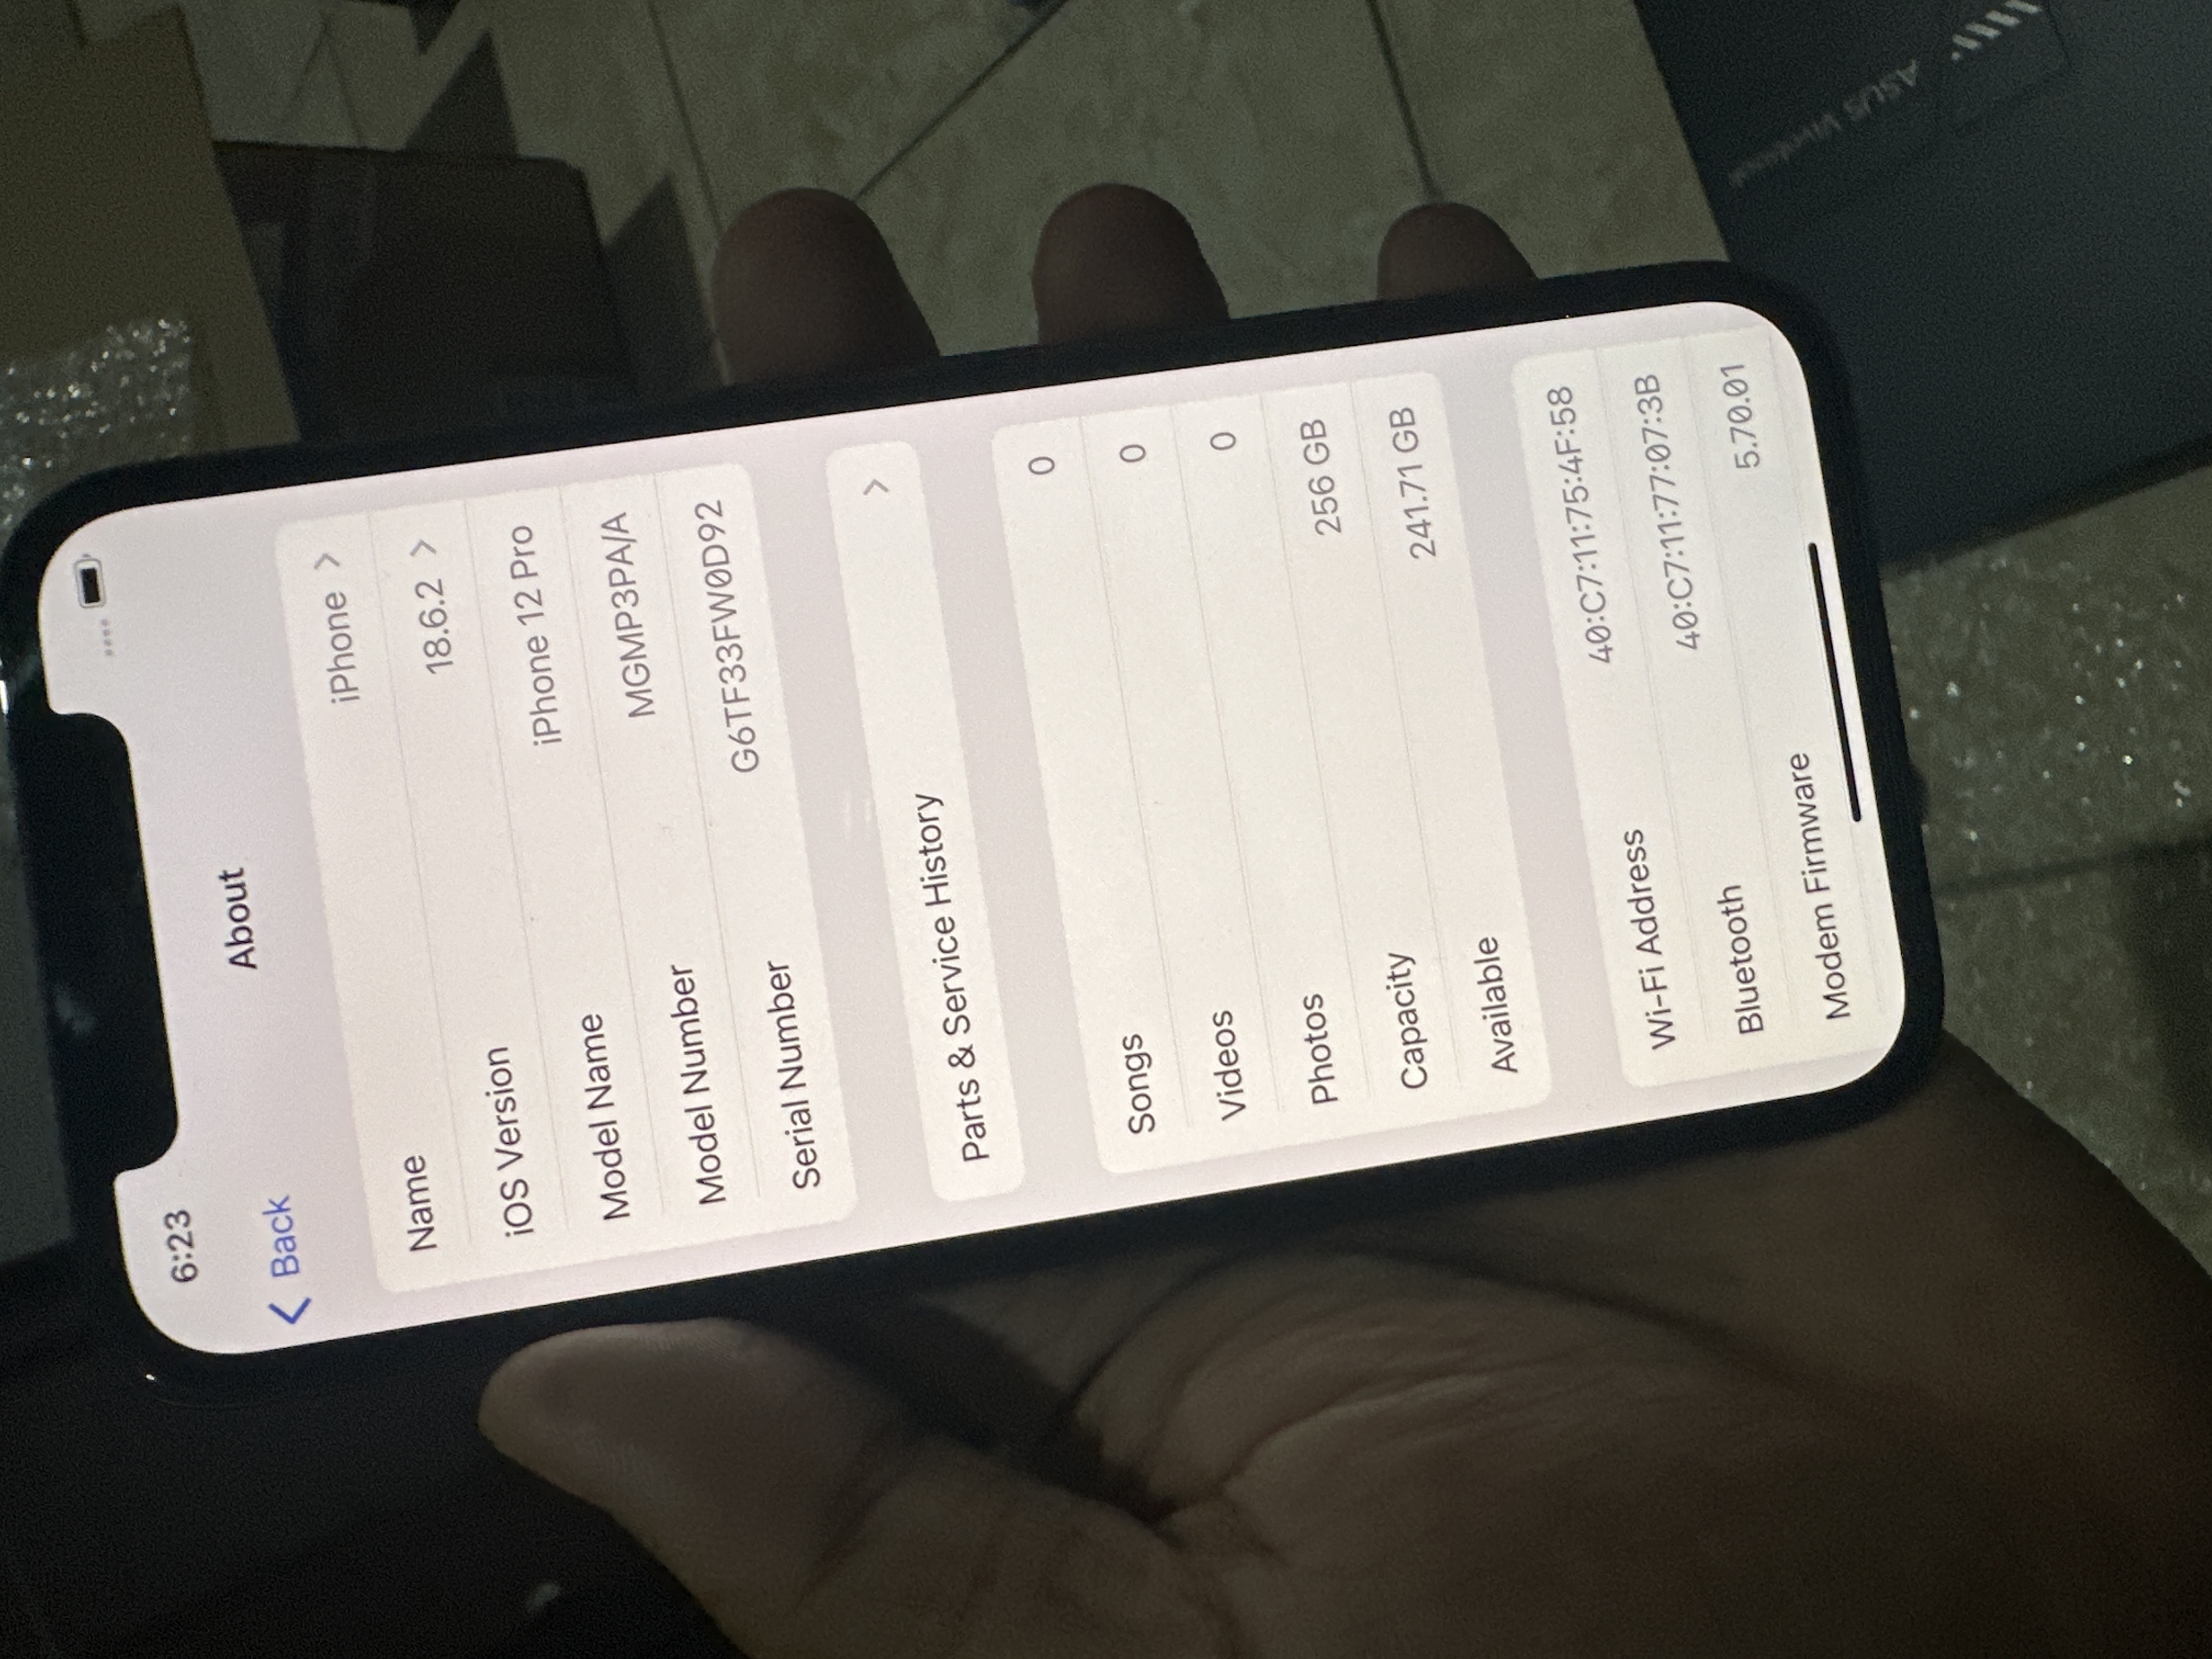 6:23
Back
About
Name iPhone
iOS Version 18.6.2
Model Name iPhone 12 Pro
Model Number MGMP3PA/A
Serial Number G6TF33FW0D92
Parts & Service History
Songs 0
Videos 0
Photos 0
Capacity 256 GB
Available 241.71 GB
Wi-Fi Address 40:C7:11:75:4F:58
Bluetooth 40:C7:11:77:07:3B
Modem Firmware 5.70.01
ASUS Vivobook